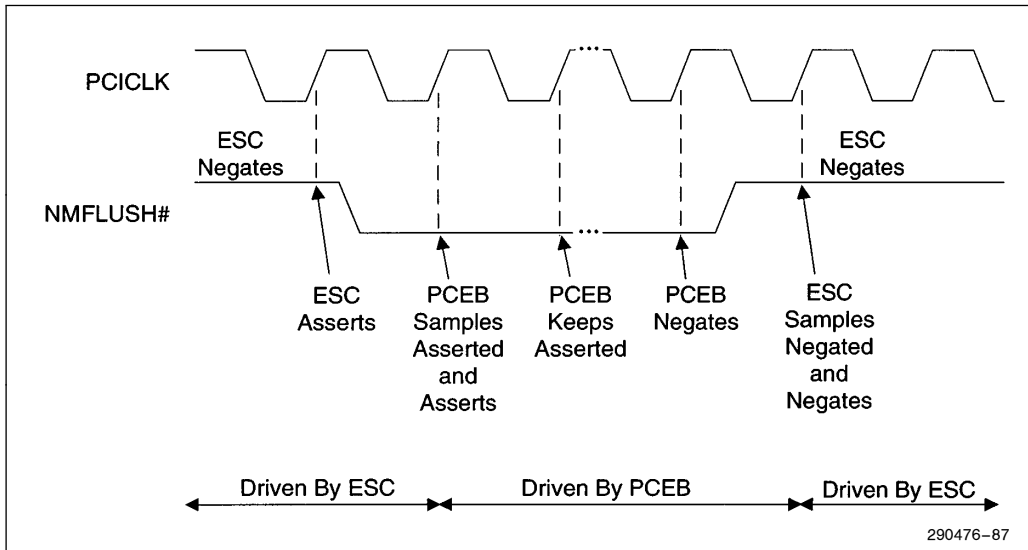 PCICLK
...
ESC
Negates
ESC
Negates
NMFLUSH#
...
ESC
Asserts
PCEB
Samples
Asserted
and
Asserts
PCEB
Keeps
Asserted
PCEB
Negates
ESC
Samples
Negated
and
Negates
Driven By ESC
Driven By PCEB
Driven By ESC
290476–87